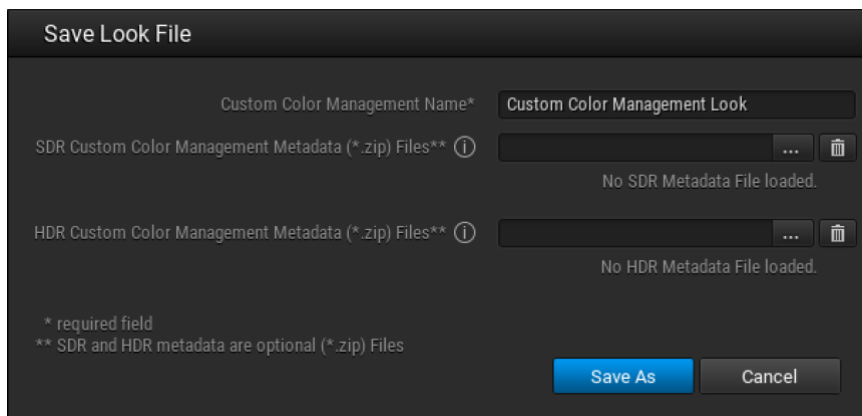 Save Look File
Custom Color Management Name* Custom Color Management Look
SDR Custom Color Management Metadata (*.zip) Files** i ...
No SDR Metadata File loaded.
HDR Custom Color Management Metadata (*.zip) Files** i ...
No HDR Metadata File loaded.
* required field
** SDR and HDR metadata are optional (*.zip) Files
Save As Cancel